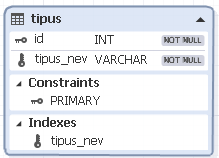 tipus
id INT NOT NULL
tipus_nev VARCHAR NOT NULL
Constraints
PRIMARY
Indexes
tipus_nev